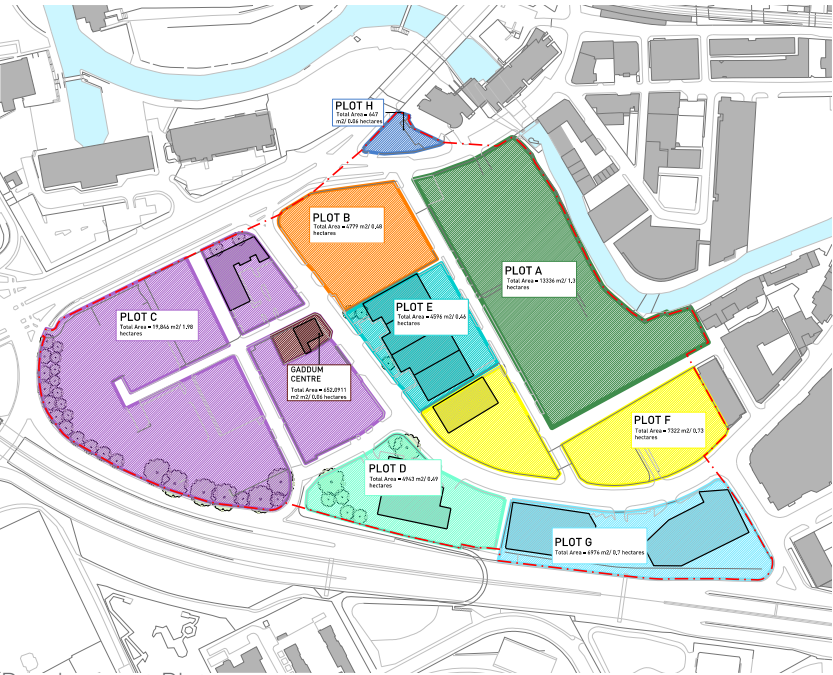 PLOT H
Total Area = 647
m2/ 0.06 hectares
PLOT B
Total Area = 4779 m2/ 0,48
hectares
PLOT A
Total Area = 13336 m2/ 1,3
hectares
PLOT C
Total Area = 19,846 m2/ 1,98
hectares
PLOT E
Total Area = 4596 m2/ 0,46
hectares
GADDUM
CENTRE
Total Area = 652,0911
m2 m2/ 0,06 hectares
PLOT F
Total Area = 7322 m2/ 0,73
hectares
PLOT D
Total Area = 4943 m2/ 0,49
hectares
PLOT G
Total Area = 6976 m2/ 0,7 hectares